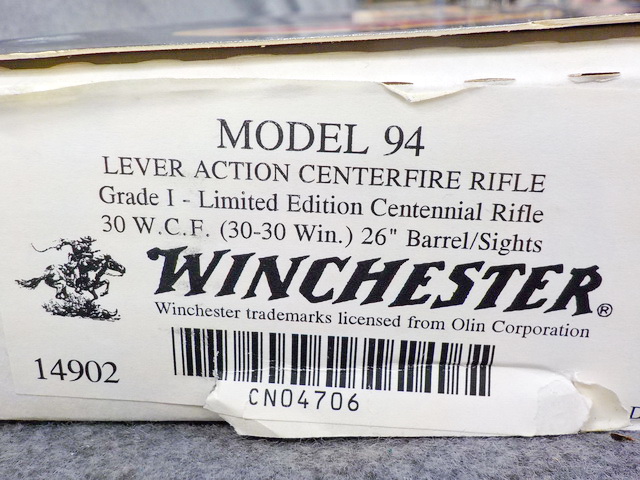 MODEL 94
LEVER ACTION CENTERFIRE RIFLE
Grade I - Limited Edition Centennial Rifle
30 W.C.F. (30-30 Win.) 26" Barrel/Sights
WINCHESTER®
Winchester trademarks licensed from Olin Corporation
14902
CN04706